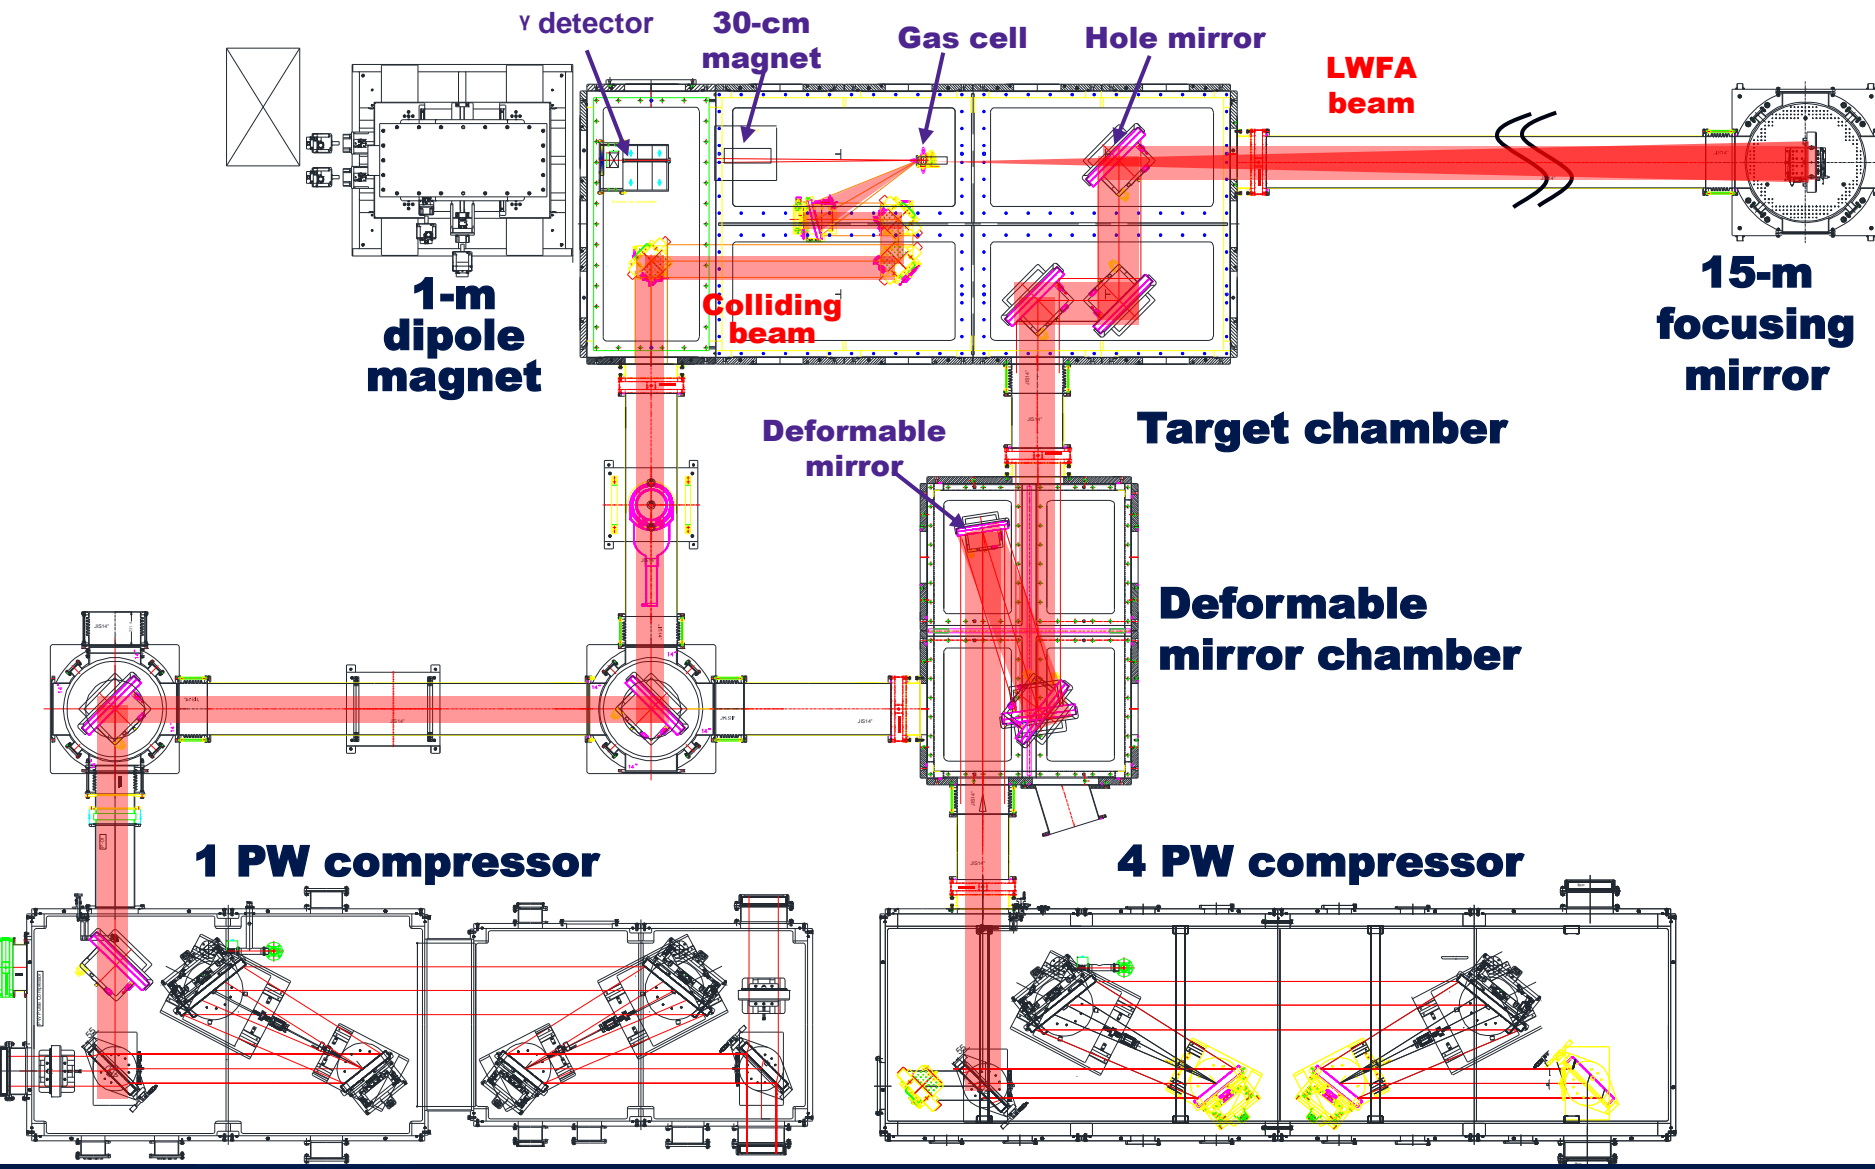 γ detector
30-cm
magnet
Gas cell
Hole mirror
LWFA
beam
1-m
dipole
magnet
Colliding
beam
15-m
focusing
mirror
Target chamber
Deformable
mirror
Deformable
mirror chamber
1 PW compressor
4 PW compressor